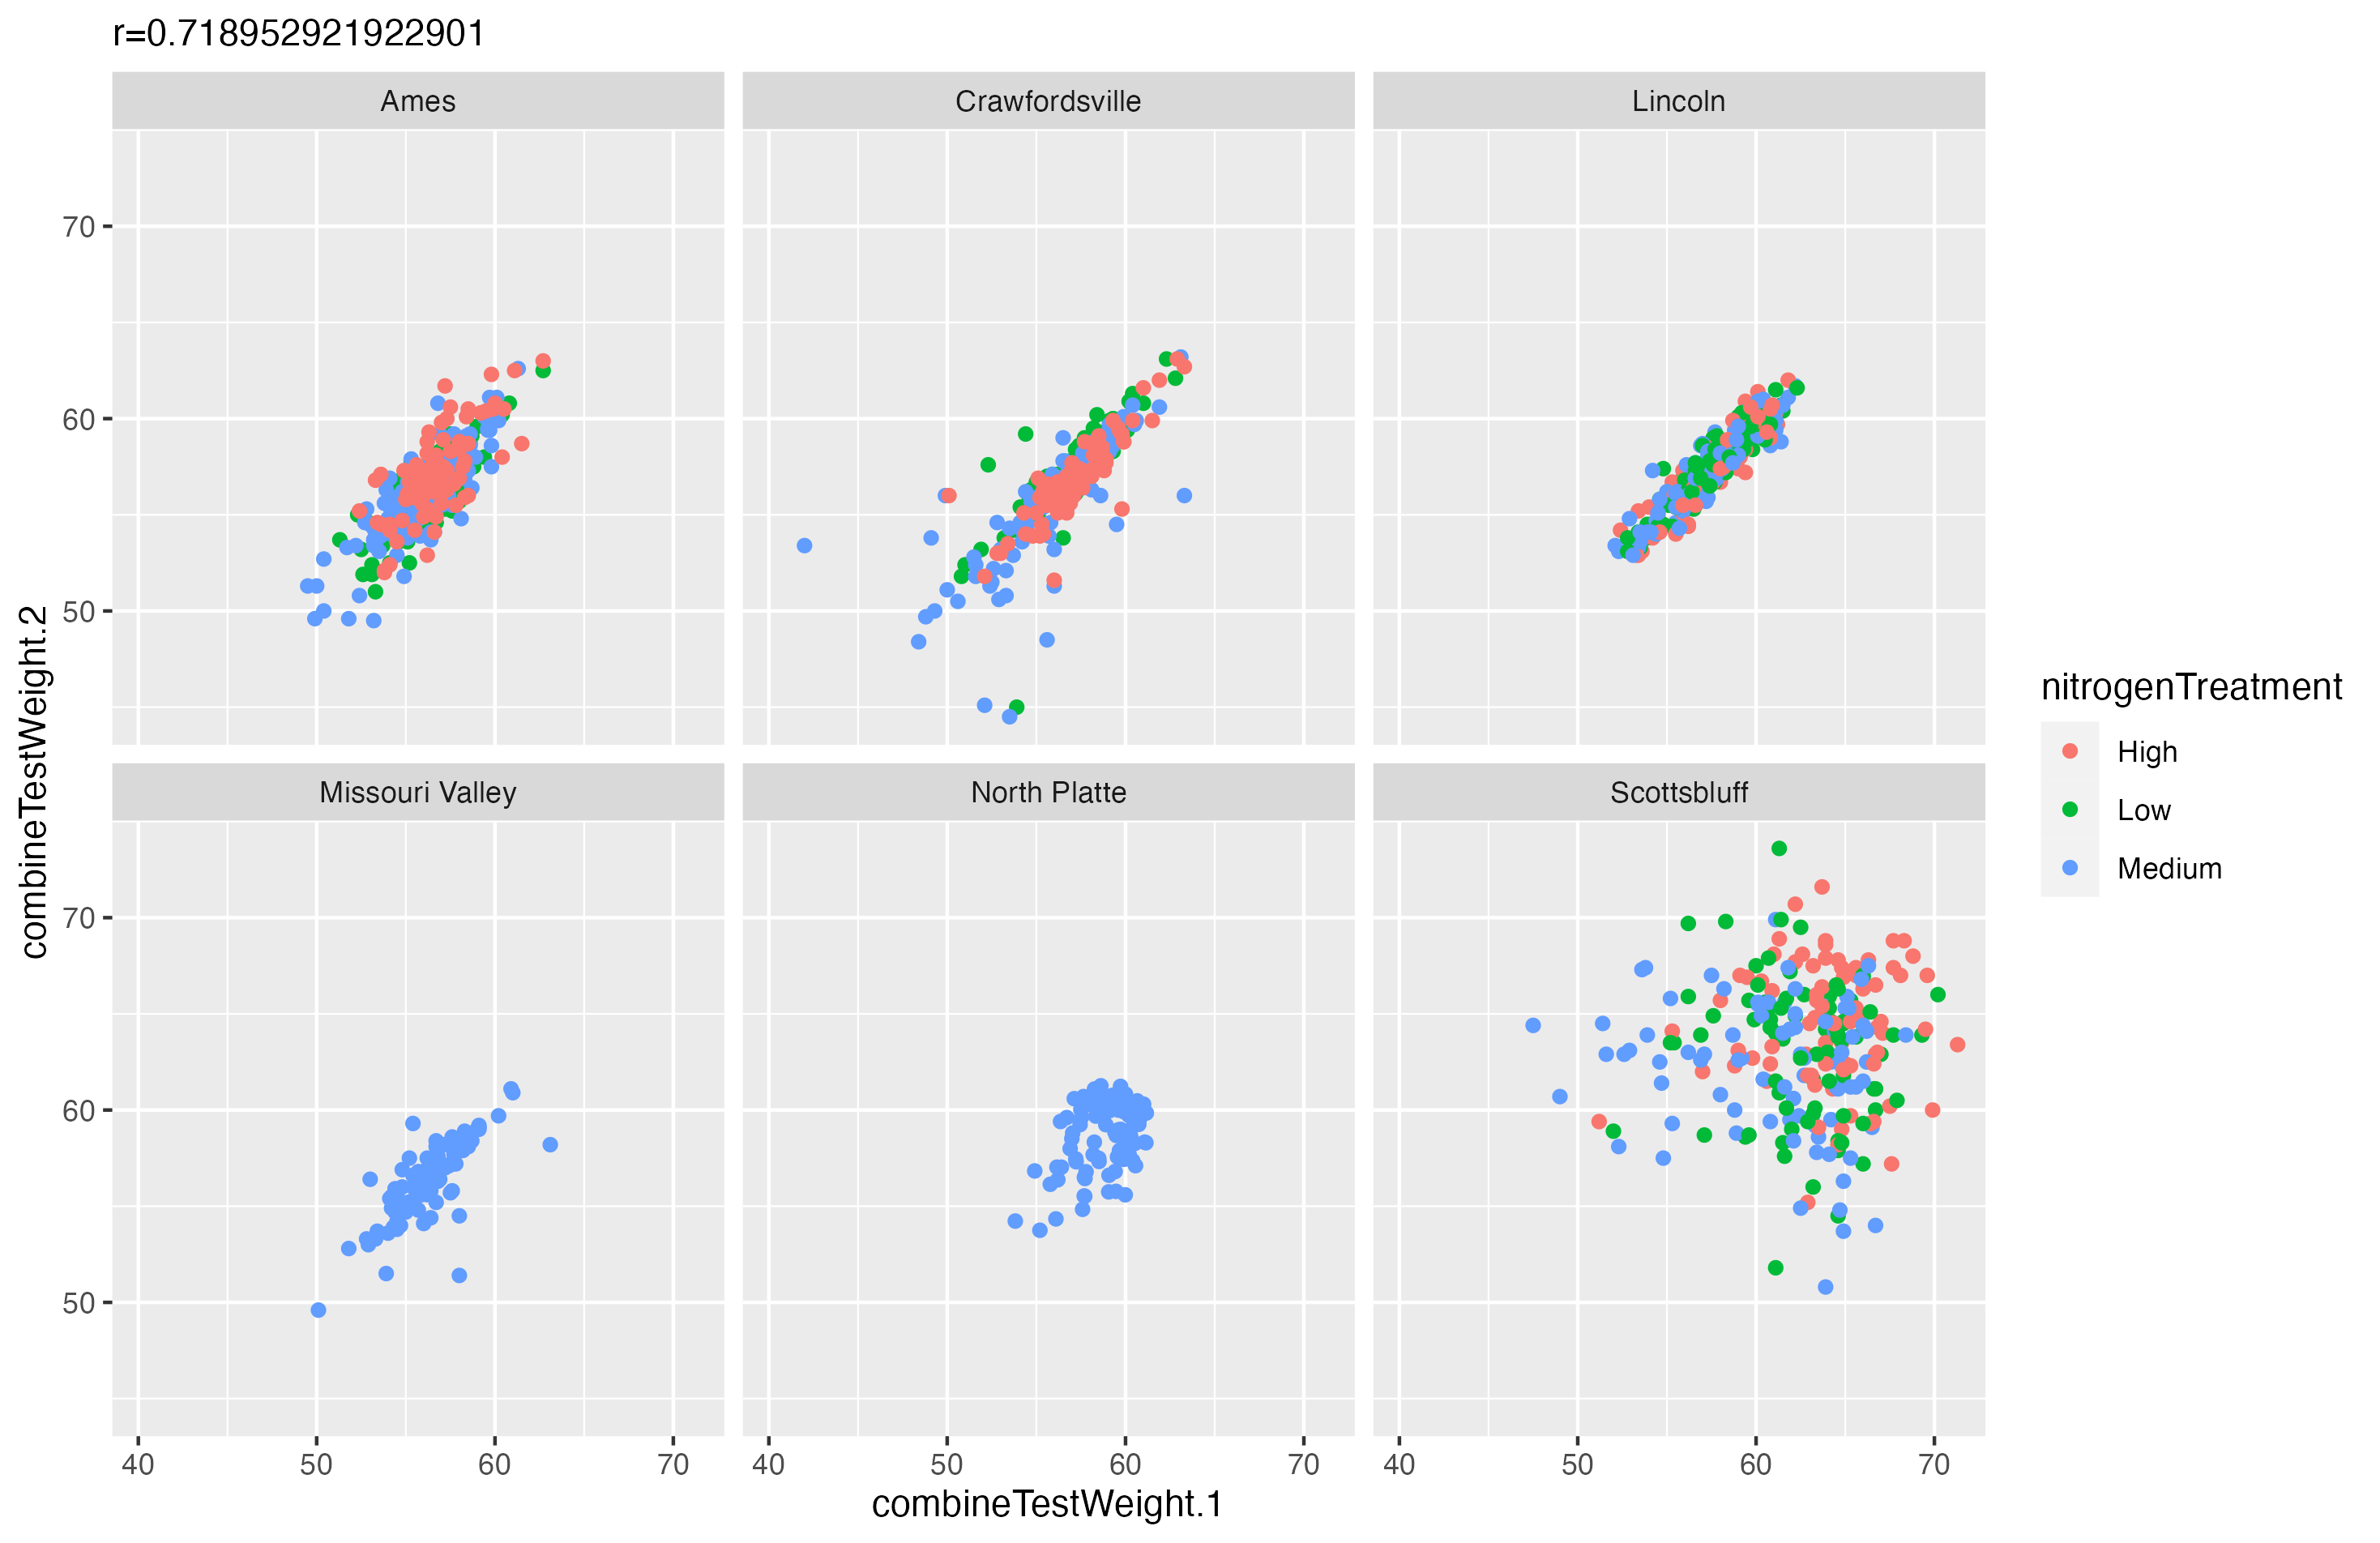 r=0.718952921922901
Ames
Crawfordsville
Lincoln
70
60
50
combineTestWeight.2
Missouri Valley
North Platte
Scottsbluff
70
60
50
40 50 60 70
40 50 60 70
40 50 60 70
combineTestWeight.1
nitrogenTreatment
High
Low
Medium